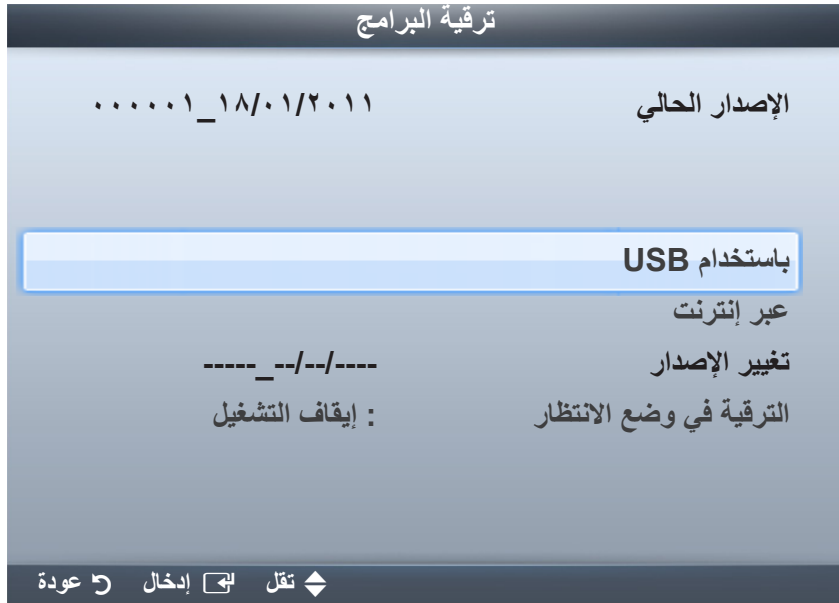 ترقية البرامج
الإصدار الحالي ٢٠١١/٠١/١٨_٠٠٠٠٠١
باستخدام USB
عبر إنترنت
تغيير الإصدار ----/--/--_-----
الترقية في وضع الانتظار : إيقاف التشغيل
تقل إدخال عودة